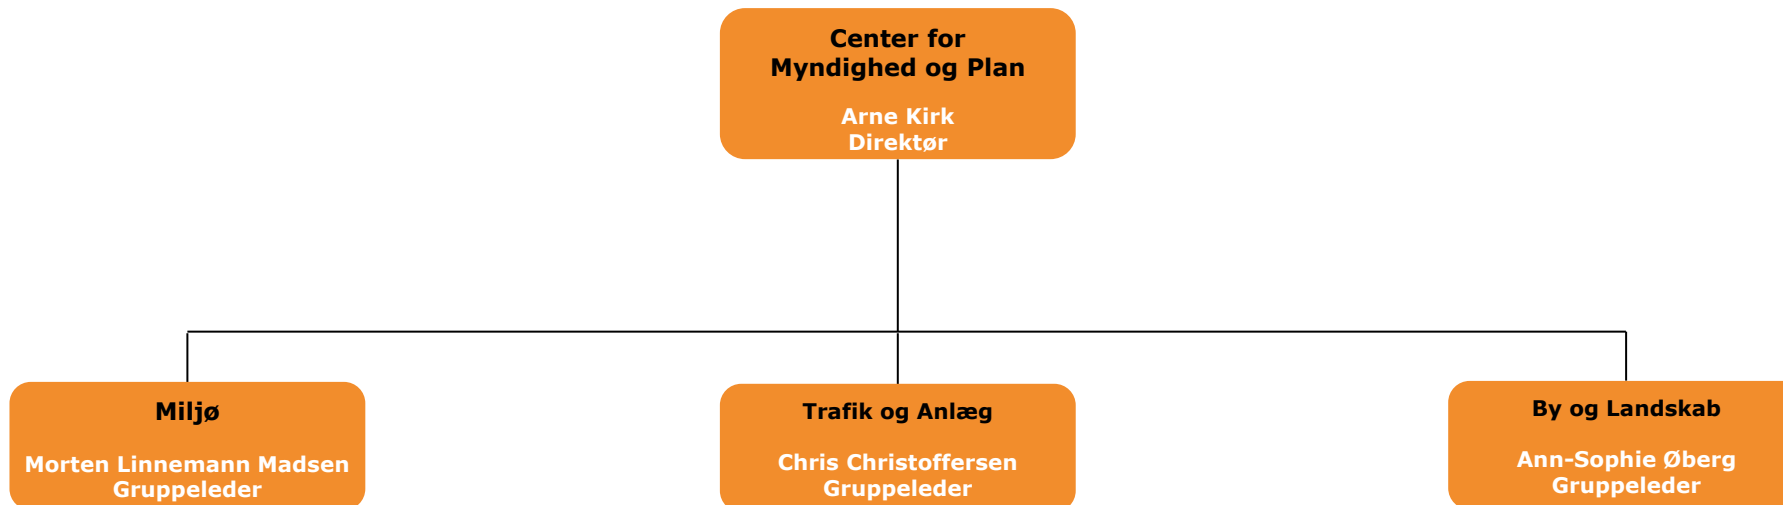 Center for
Myndighed og Plan
Arne Kirk
Direktør
Miljø
Morten Linnemann Madsen
Gruppeleder
Trafik og Anlæg
Chris Christoffersen
Gruppeleder
By og Landskab
Ann-Sophie Øberg
Gruppeleder